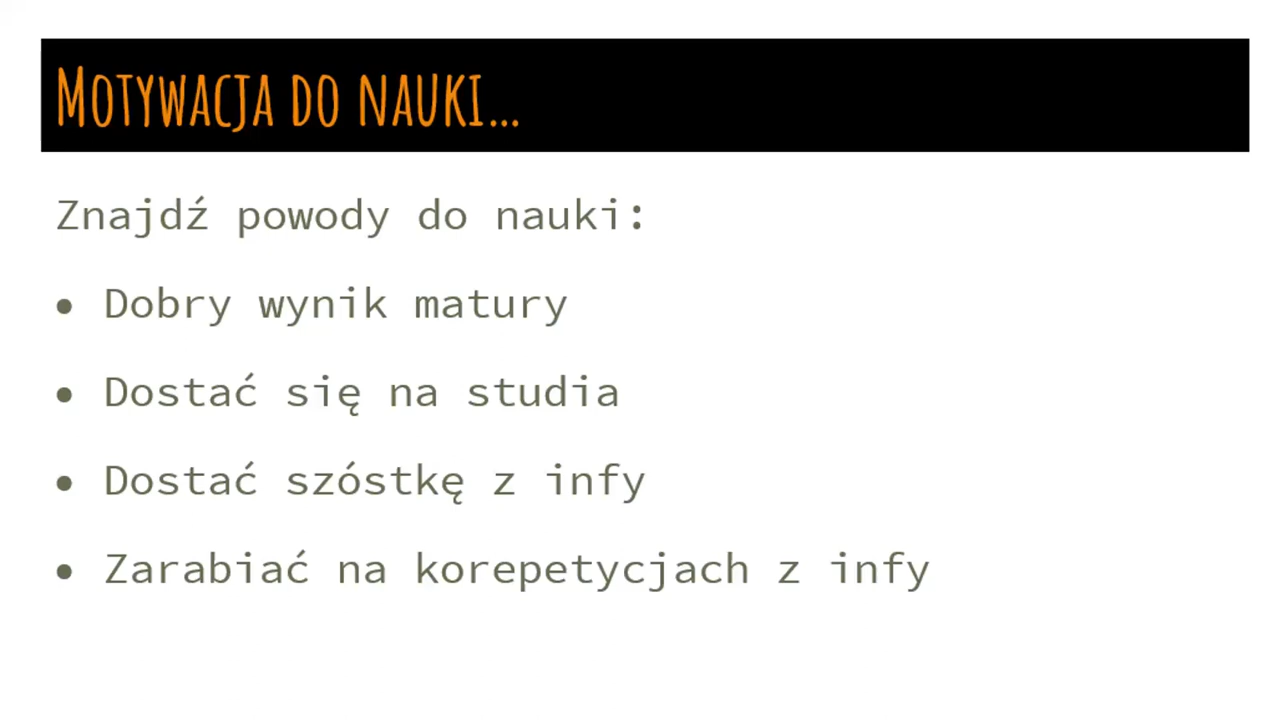 Motywacja do nauki…
Znajdź powody do nauki:
• Dobry wynik matury
• Dostać się na studia
• Dostać szóstkę z infy
• Zarabiać na korepetycjach z infy